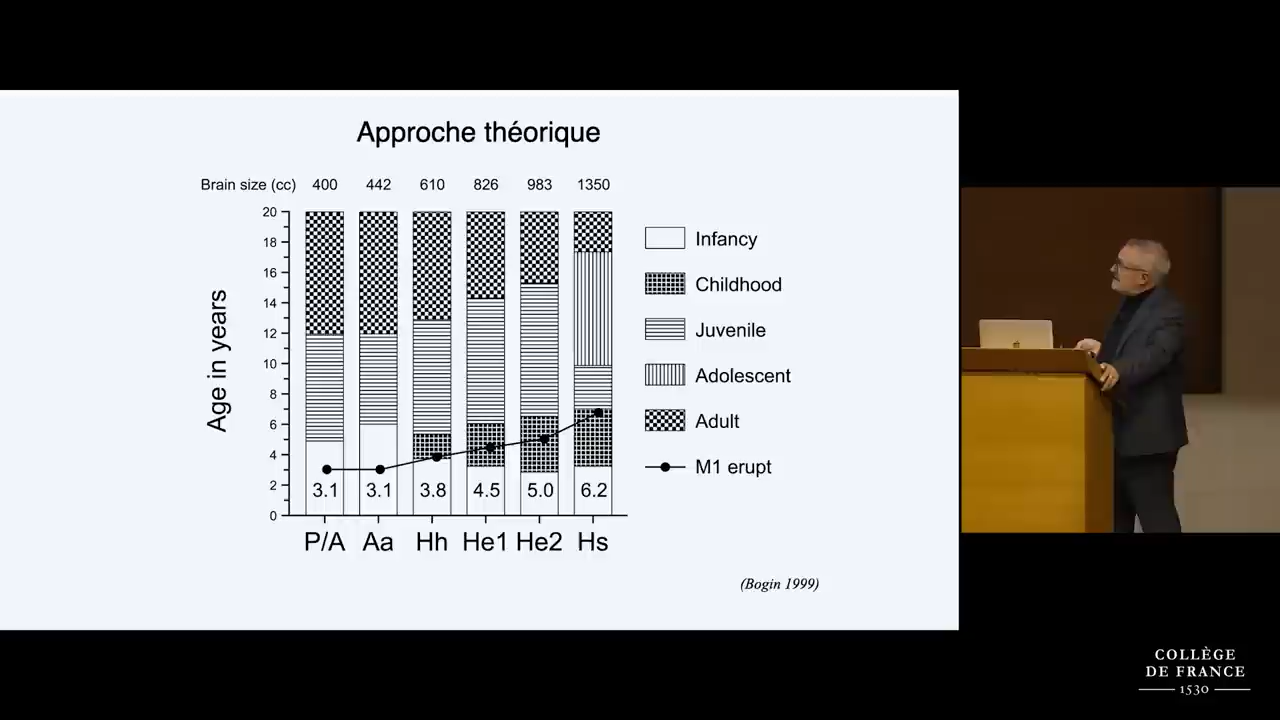 Approche théorique
Brain size (cc) 400 442 610 826 983 1350
20
18
16
14
12
10
8
6
4
2
0
Age in years
3.1 3.1 3.8 4.5 5.0 6.2
P/A Aa Hh He1 He2 Hs
Infancy
Childhood
Juvenile
Adolescent
Adult
M1 erupt
(Bogin 1999)
COLLÈGE
DE FRANCE
1530